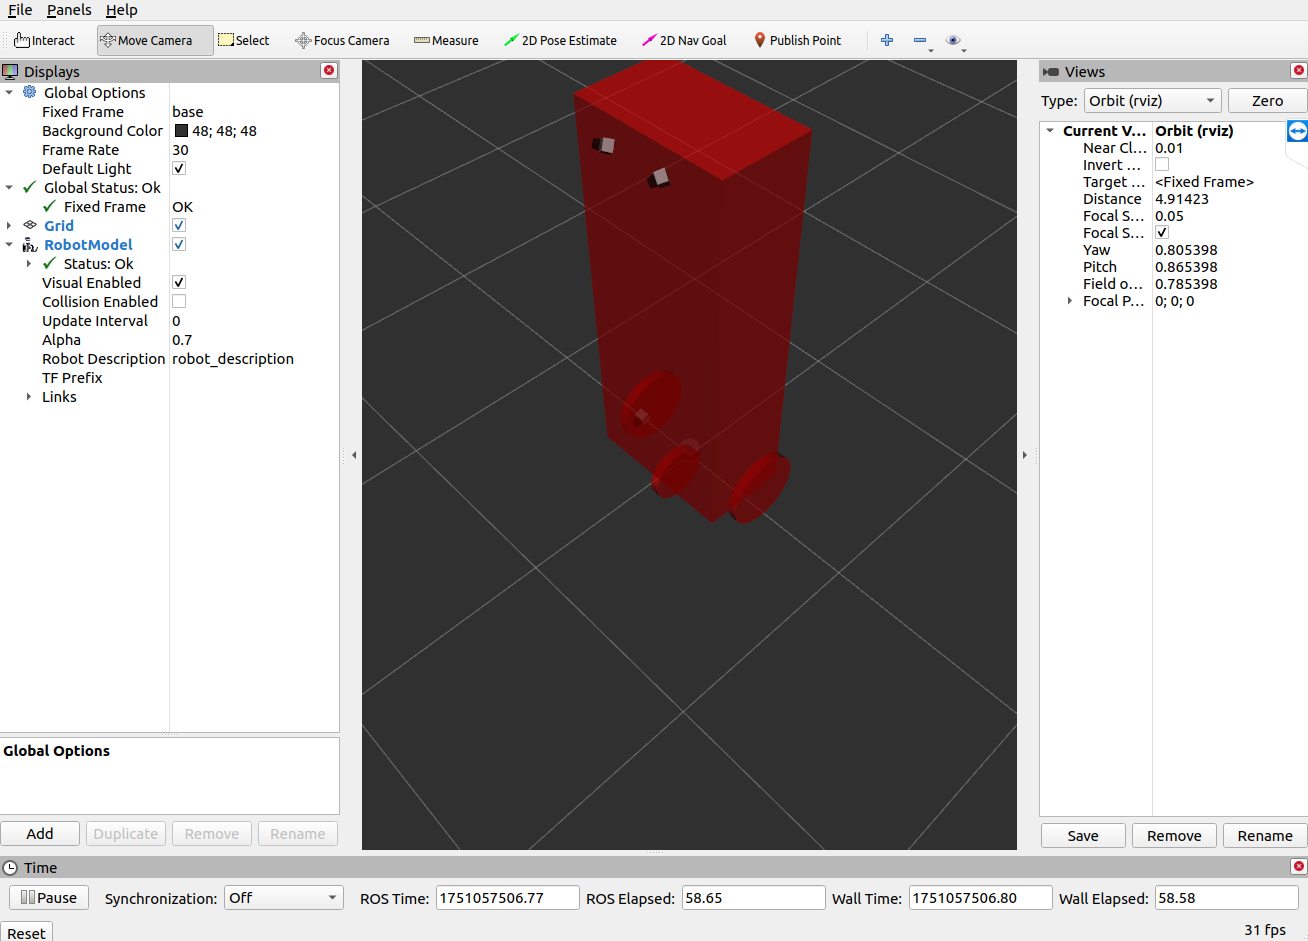 File Panels Help
Interact Move Camera Select Focus Camera Measure 2D Pose Estimate 2D Nav Goal Publish Point
Displays
Global Options
Fixed Frame base
Background Color 48; 48; 48
Frame Rate 30
Default Light
Global Status: Ok
Fixed Frame OK
Grid
RobotModel
Status: Ok
Visual Enabled
Collision Enabled
Update Interval 0
Alpha 0.7
Robot Description robot_description
TF Prefix
Links
Global Options
Add Duplicate Remove Rename
Views
Type: Orbit (rviz) Zero
Current V... Orbit (rviz)
Near Cl... 0.01
Invert ...
Target ... <Fixed Frame>
Distance 4.91423
Focal S... 0.05
Focal S...
Yaw 0.805398
Pitch 0.865398
Field o... 0.785398
Focal P... 0; 0; 0
Save Remove Rename
Time
Pause Synchronization: Off ROS Time: 1751057506.77 ROS Elapsed: 58.65 Wall Time: 1751057506.80 Wall Elapsed: 58.58
Reset 31 fps